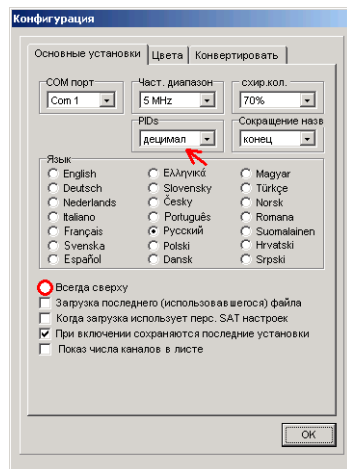 Конфигурация
Основные установки Цвета Конвертировать
COM порт Част. диапазон схир.кол.
Com 1 5 MHz 70%
PIDs Сокращение назв
децимал конец
Язык
English Ελληνικά Magyar
Deutsch Slovensky Türkçe
Nederlands Česky Norsk
Italiano Português Romana
Français Русский Suomalainen
Svenska Polski Hrvatski
Español Dansk Srpski
Всегда сверху
Загрузка последнего (использовавшегося) файла
Когда загрузка использует перс. SAT настроек
При включении сохраняются последние установки
Показ числа каналов в листе
OK